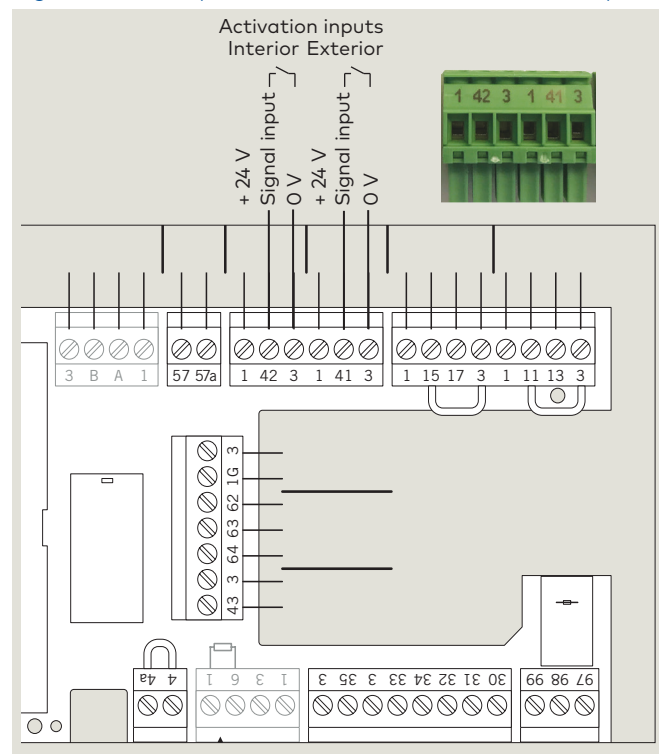 Activation inputs
Interior Exterior
+ 24 V
Signal input
0 V
+ 24 V
Signal input
0 V
1 42 3 1 41 3
3 B A 1
57 57a
1 42 3 1 41 3
1 15 17 3 1 11 13 3
3
1G
62
63
64
3
43
4a 4
1 6 3 1
3 35 3 33 34 32 31 30
99 98 97